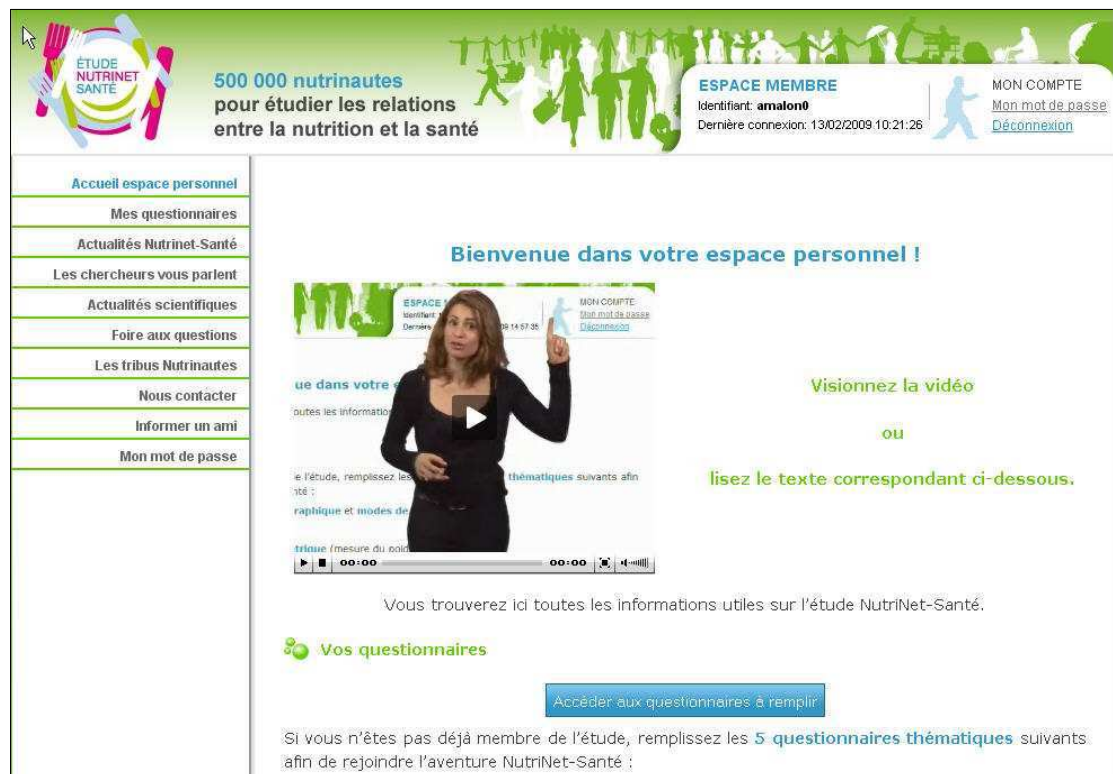 ÉTUDE
NUTRINET
SANTÉ
500 000 nutrinautes
pour étudier les relations
entre la nutrition et la santé
ESPACE MEMBRE
Identifiant: amalon0
Dernière connexion: 13/02/2009 10:21:26
MON COMPTE
Mon mot de passe
Déconnexion
Accueil espace personnel
Mes questionnaires
Actualités Nutrinet-Santé
Les chercheurs vous parlent
Actualités scientifiques
Foire aux questions
Les tribus Nutrinautes
Nous contacter
Informer un ami
Mon mot de passe
Bienvenue dans votre espace personnel !
ESPACE
MON COMPTE
Mon mot de passe
Déconnexion
09 14 57 35
ue dans votre
outes les information
e l'étude, remplissez les thématiques suivants afin
nté :
raphique et modes de
trique (mesure du poid
00:00 00:00
Visionnez la vidéo
ou
lisez le texte correspondant ci-dessous.
Vous trouverez ici toutes les informations utiles sur l'étude NutriNet-Santé.
Vos questionnaires
Accéder aux questionnaires à remplir
Si vous n'êtes pas déjà membre de l'étude, remplissez les 5 questionnaires thématiques suivants
afin de rejoindre l'aventure NutriNet-Santé :